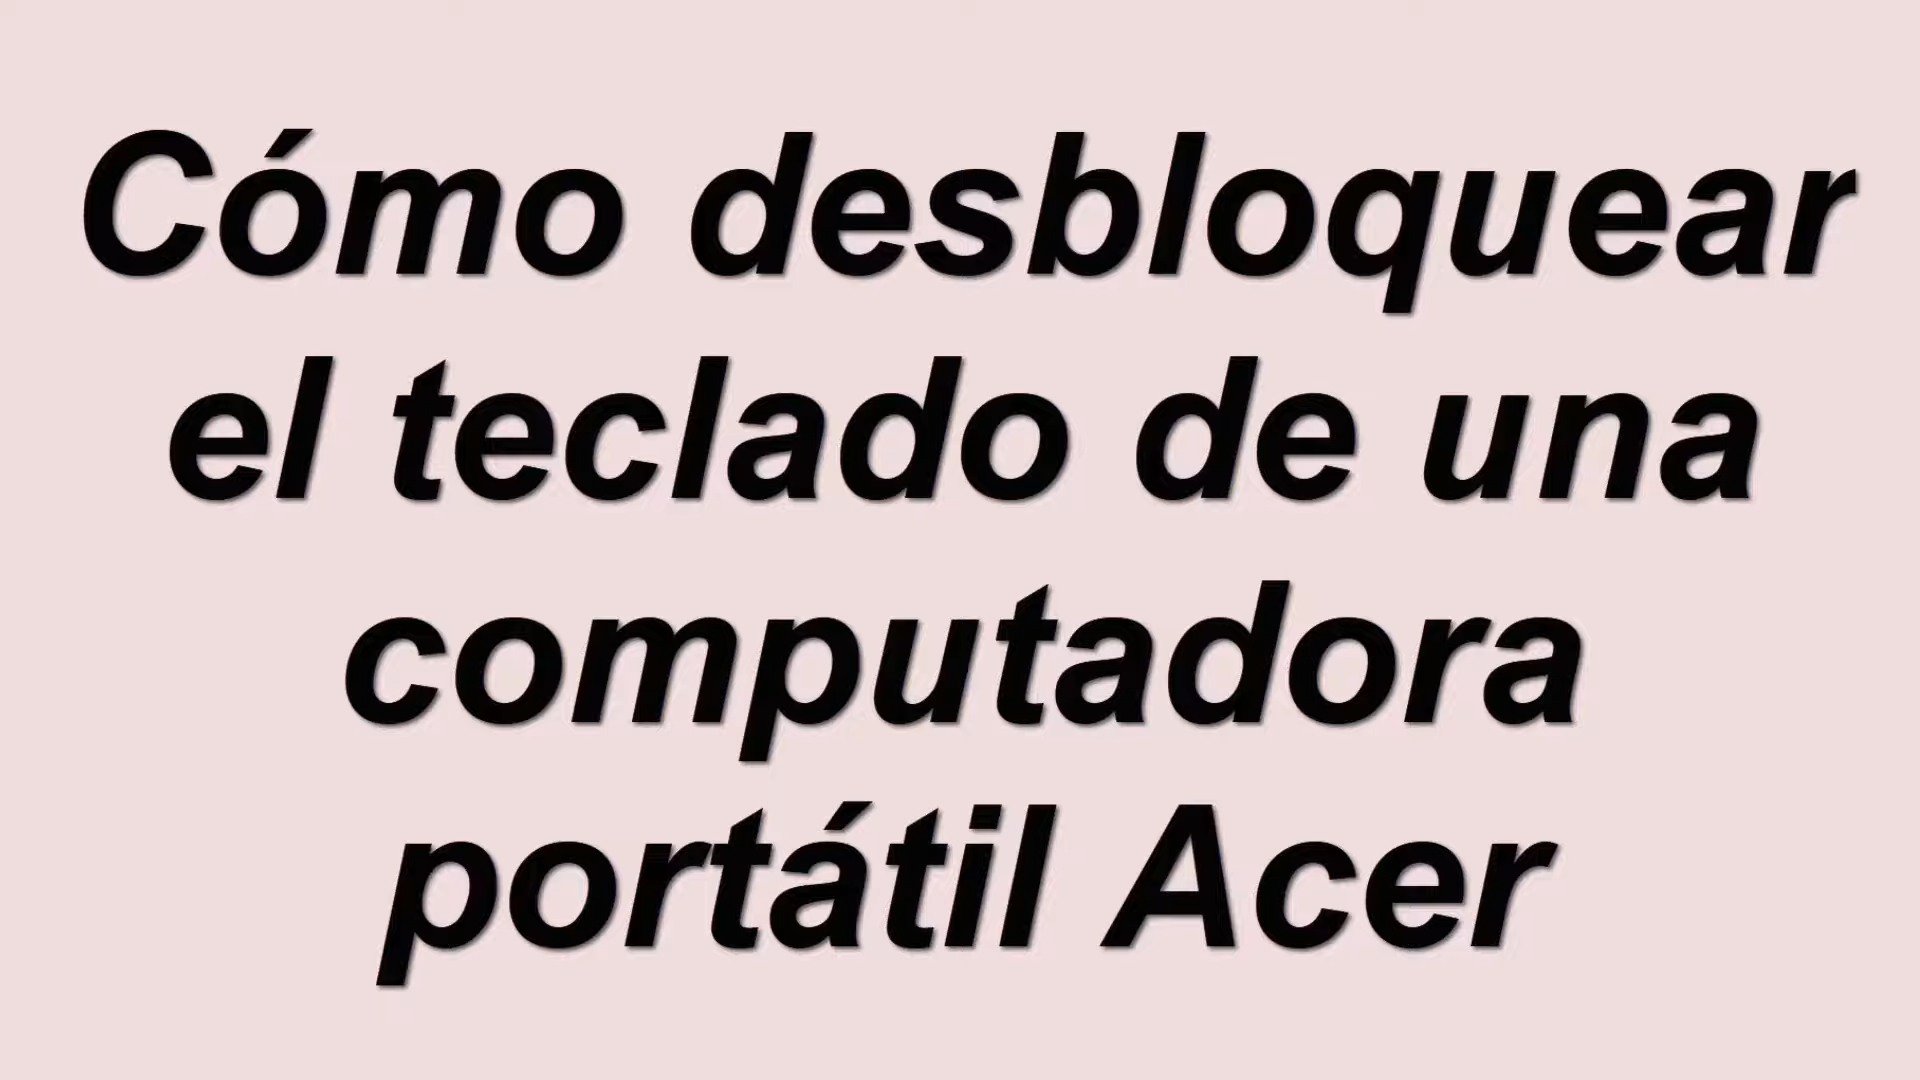 Cómo desbloquear
el teclado de una
computadora
portátil Acer